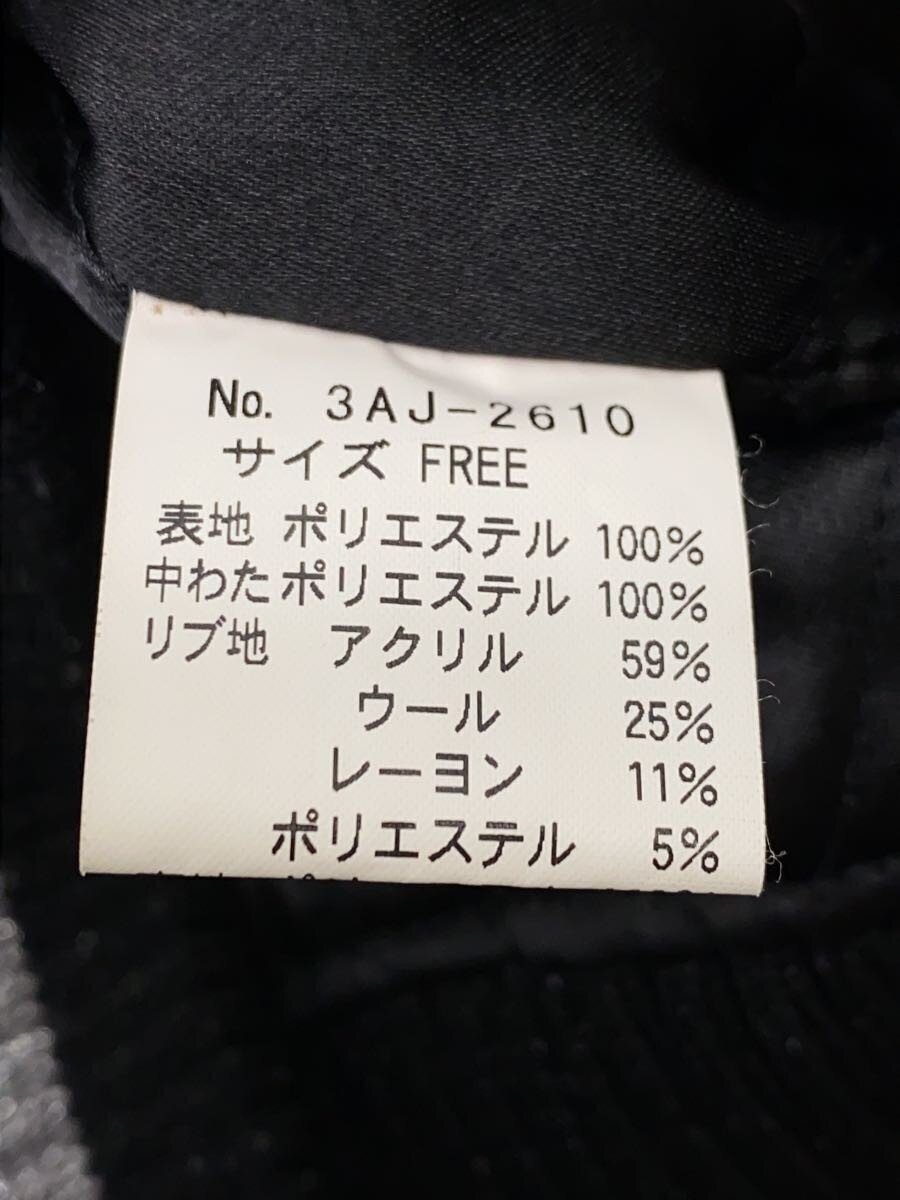 No. 3AJ-2610
サイズ FREE
表地 ポリエステル 100%
中わた ポリエステル 100%
リブ地 アクリル 59%
ウール 25%
レーヨン 11%
ポリエステル 5%